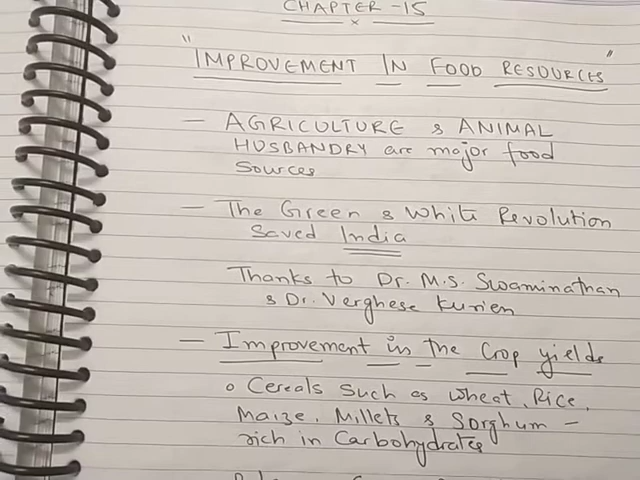 CHAPTER - 15
x
"IMPROVEMENT IN FOOD RESOURCES"
- AGRICULTURE & ANIMAL
HUSBANDRY are major food
Sources
- The Green & White Revolution
Saved India
Thanks to Dr. M.S. Swaminathan
& Dr. Verghese Kurien
- Improvement in the Crop yields
o Cereals Such as Wheat, Rice,
Maize, Millets & Sorghum -
rich in Carbohydrates